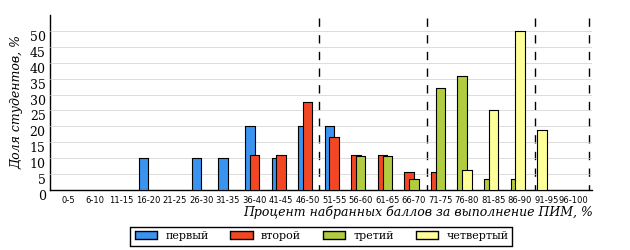 Доля студентов, %
50
45
40
35
30
25
20
15
10
5
0
0-5 6-10 11-15 16-20 21-25 26-30 31-35 36-40 41-45 46-50 51-55 56-60 61-65 66-70 71-75 76-80 81-85 86-90 91-95 96-100
Процент набранных баллов за выполнение ПИМ, %
первый второй третий четвертый